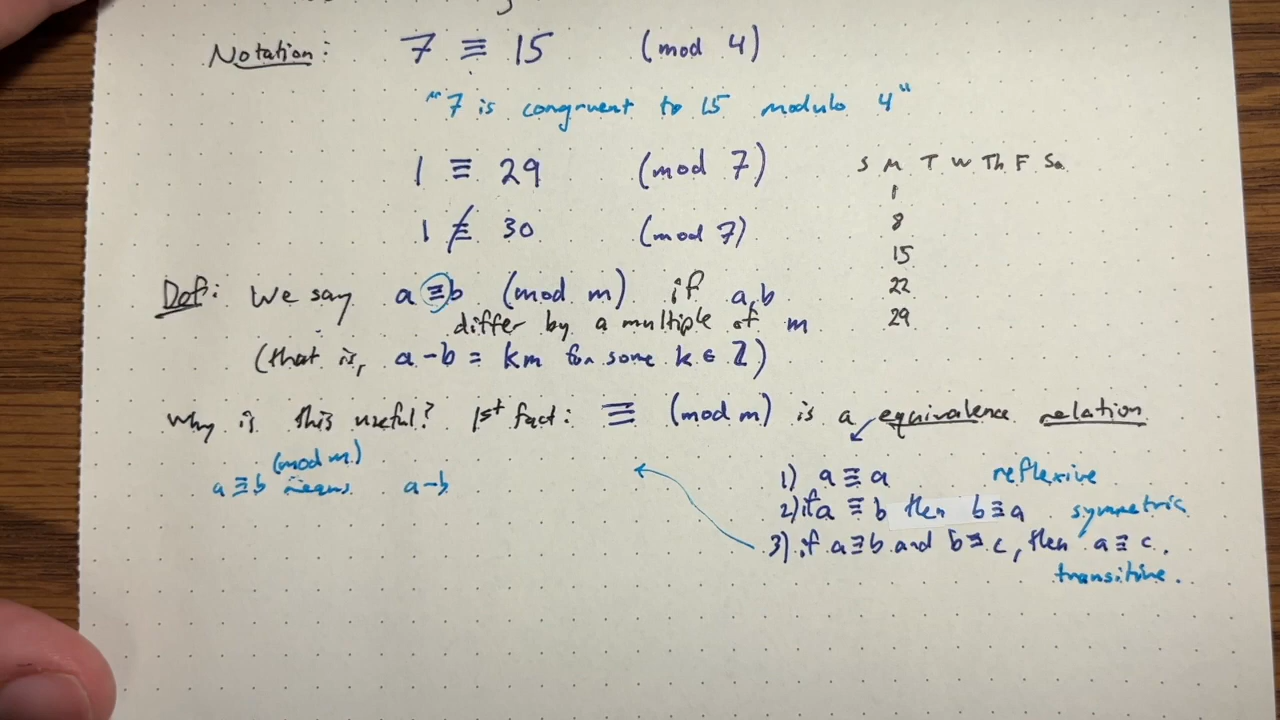 Notation: 7 ≡ 15 (mod 4)
"7 is congruent to 15 modulo 4"
1 ≡ 29 (mod 7)
1 ≢ 30 (mod 7)
S M T W Th F Sa
1
8
15
22
29
Def: We say a ≡ b (mod m) if a, b
differ by a multiple of m
(that is, a-b = km for some k ∈ ℤ)
Why is this useful? 1st fact: ≡ (mod m) is a equivalence relation
(mod m)
a ≡ b means a-b
1) a ≡ a reflexive
2) if a ≡ b then b ≡ a symmetric
3) if a ≡ b and b ≡ c, then a ≡ c.
transitive.